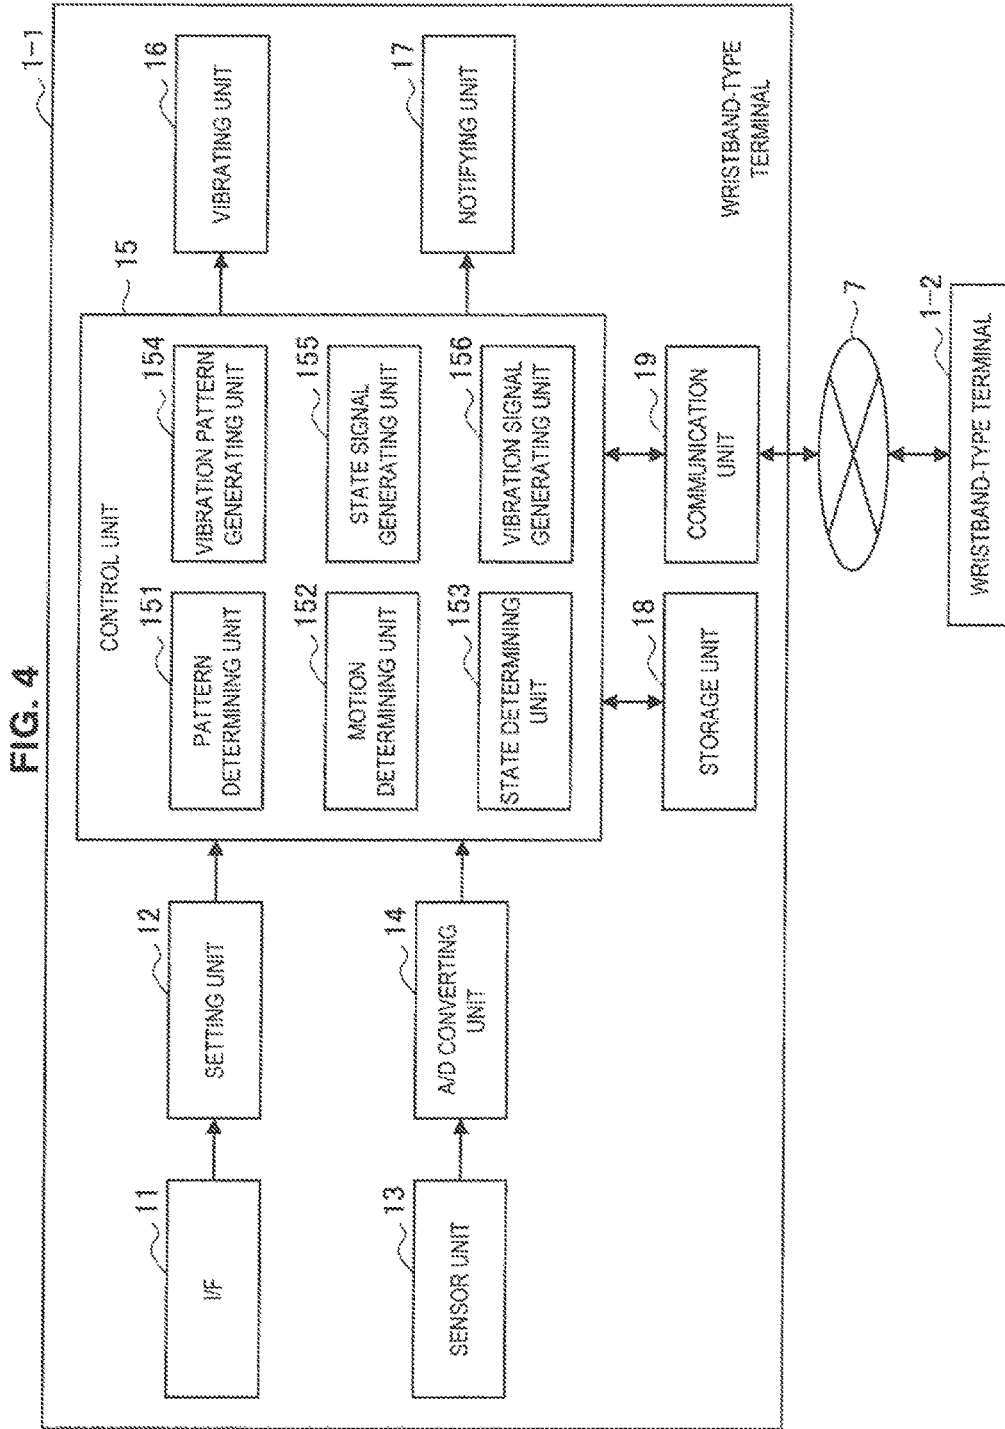 FIG. 4
1-1
11
I/F
12
SETTING UNIT
13
SENSOR UNIT
14
A/D CONVERTING
UNIT
15
CONTROL UNIT
151
PATTERN
DETERMINING UNIT
152
MOTION
DETERMINING UNIT
153
STATE DETERMINING
UNIT
154
VIBRATION PATTERN
GENERATING UNIT
155
STATE SIGNAL
GENERATING UNIT
156
VIBRATION SIGNAL
GENERATING UNIT
16
VIBRATING UNIT
17
NOTIFYING UNIT
18
STORAGE UNIT
19
COMMUNICATION
UNIT
WRISTBAND-TYPE
TERMINAL
7
1-2
WRISTBAND-TYPE TERMINAL